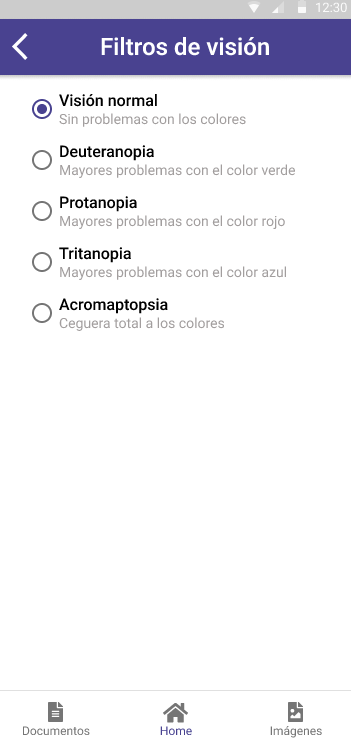 12:30
Filtros de visión
Visión normal
Sin problemas con los colores
Deuteranopia
Mayores problemas con el color verde
Protanopia
Mayores problemas con el color rojo
Tritanopia
Mayores problemas con el color azul
Acromaptopsia
Ceguera total a los colores
Documentos
Home
Imágenes